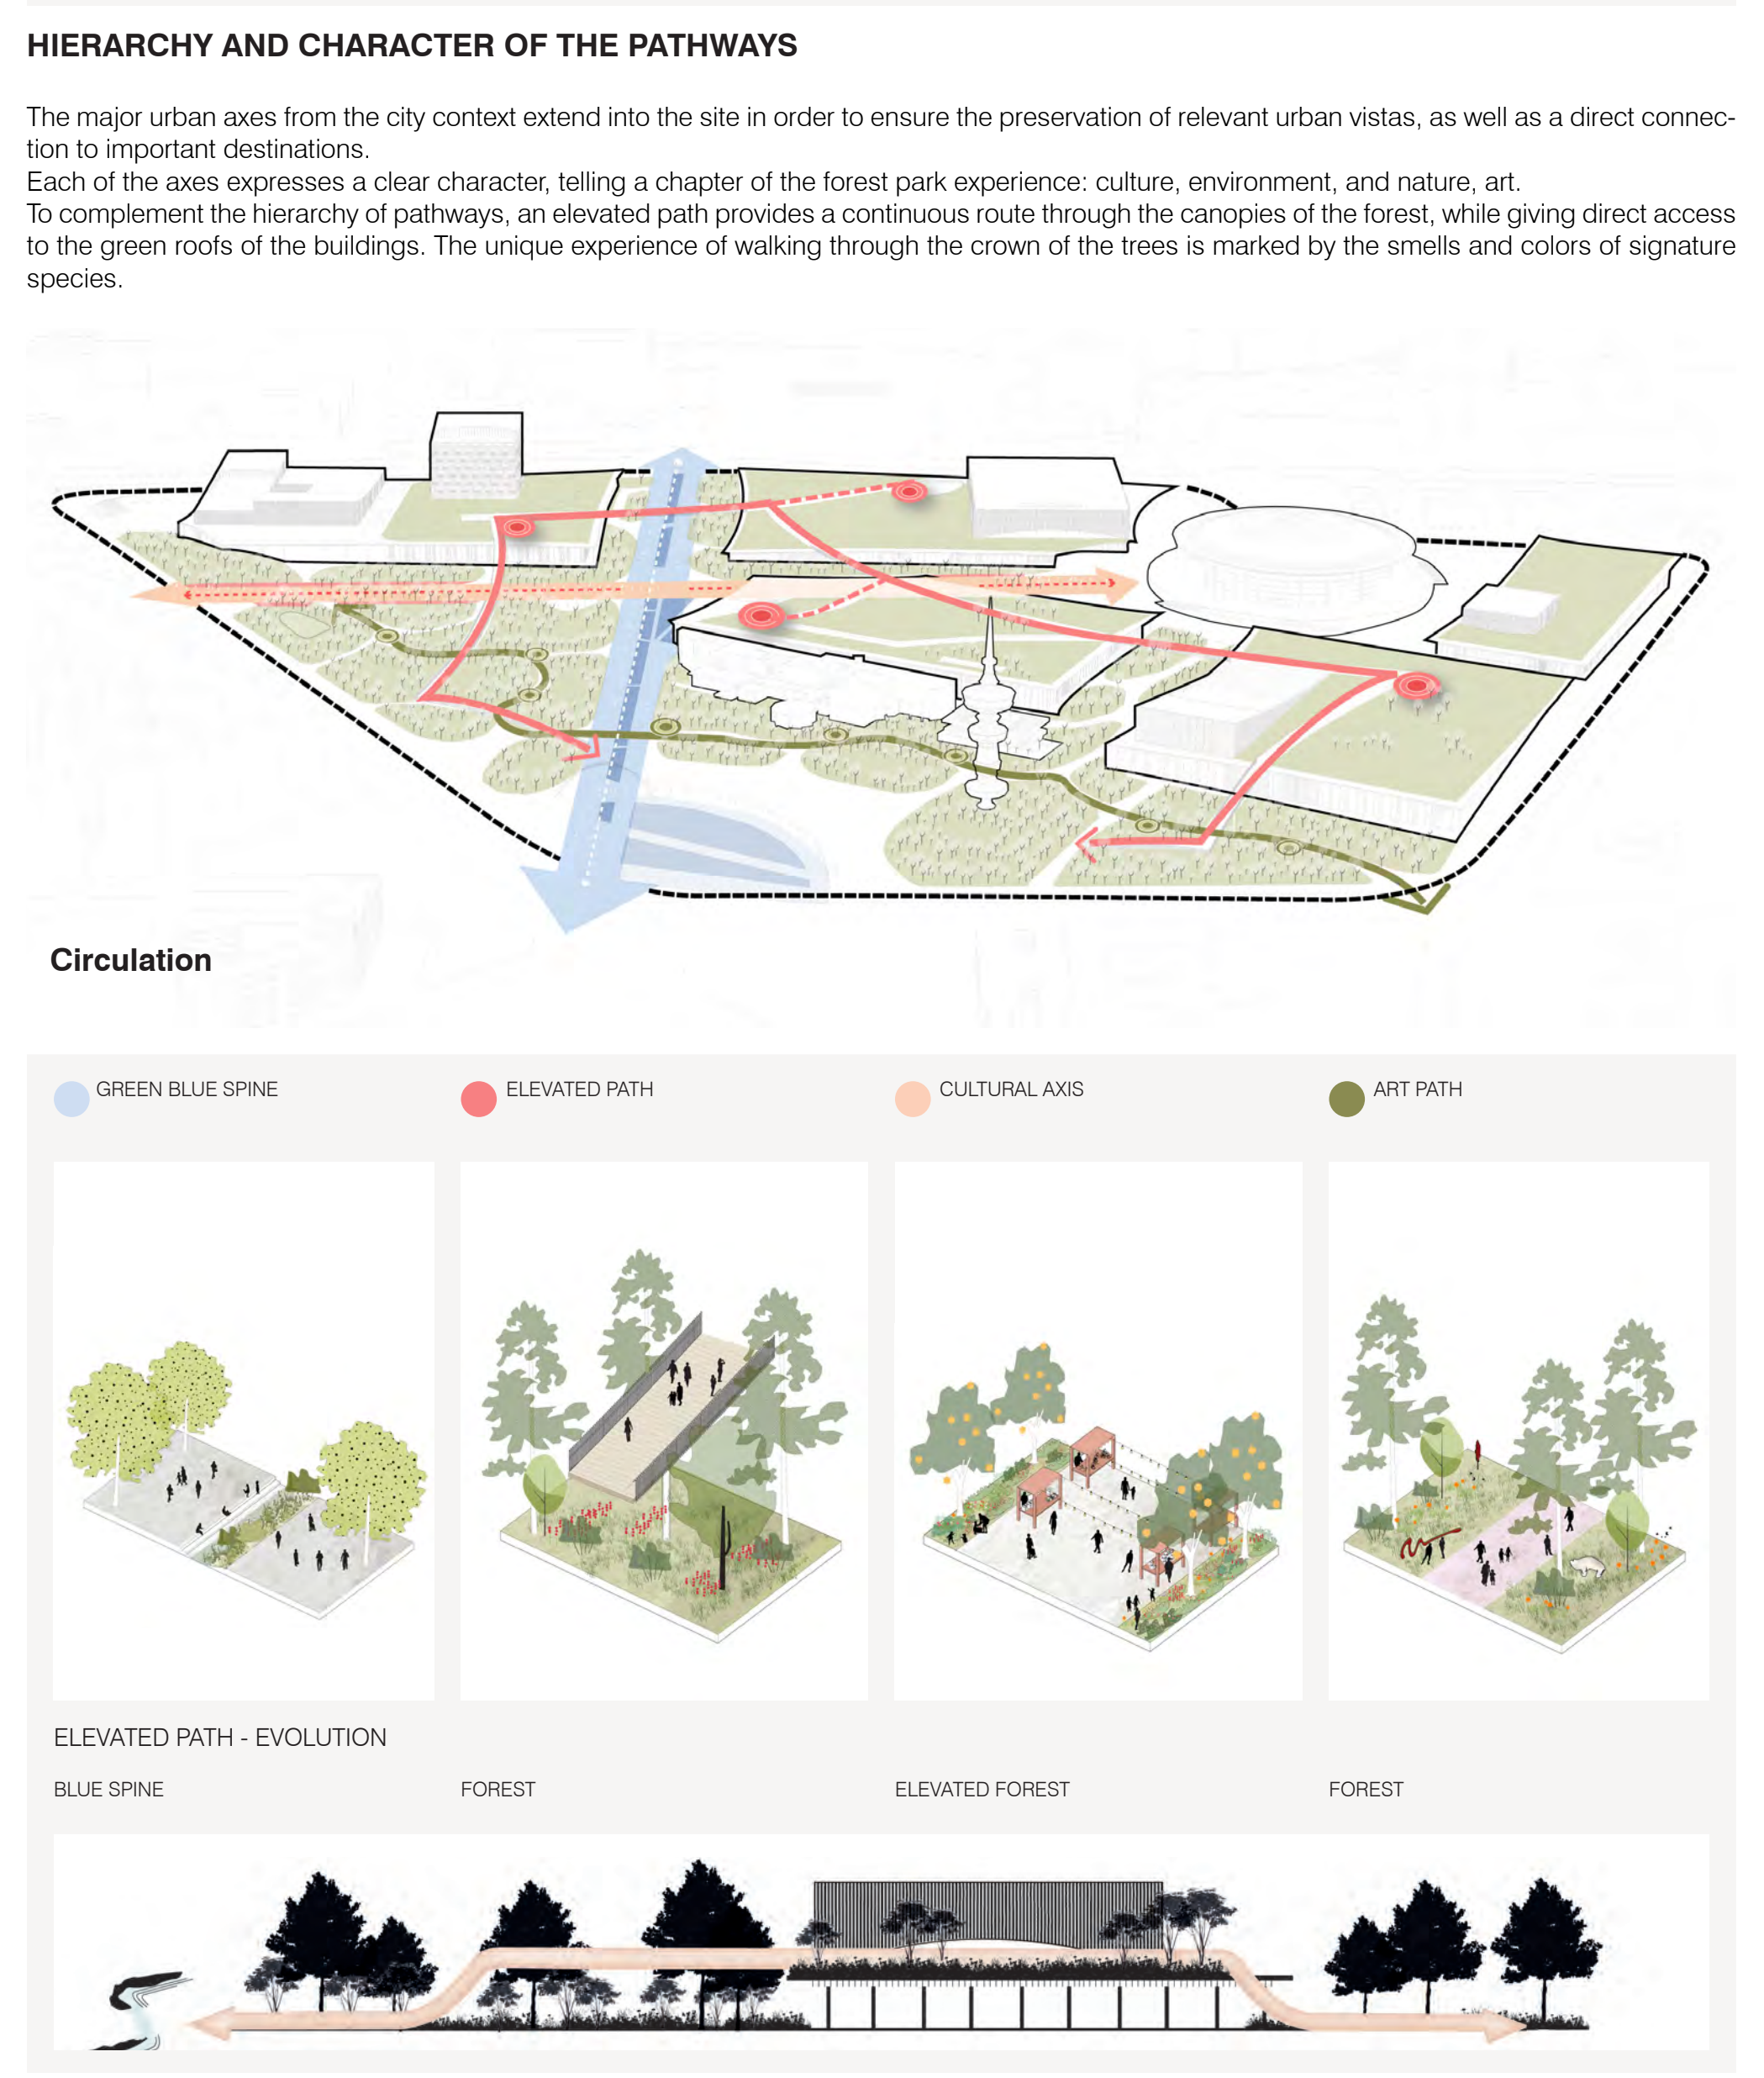 HIERARCHY AND CHARACTER OF THE PATHWAYS
The major urban axes from the city context extend into the site in order to ensure the preservation of relevant urban vistas, as well as a direct connec-
tion to important destinations.
Each of the axes expresses a clear character, telling a chapter of the forest park experience: culture, environment, and nature, art.
To complement the hierarchy of pathways, an elevated path provides a continuous route through the canopies of the forest, while giving direct access
to the green roofs of the buildings. The unique experience of walking through the crown of the trees is marked by the smells and colors of signature
species.
Circulation
GREEN BLUE SPINE
ELEVATED PATH
CULTURAL AXIS
ART PATH
ELEVATED PATH - EVOLUTION
BLUE SPINE
FOREST
ELEVATED FOREST
FOREST